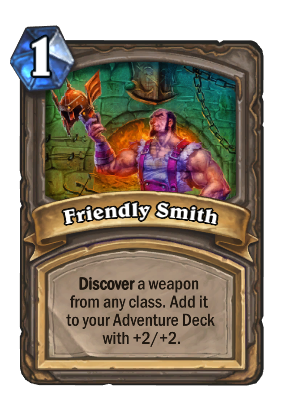 1
Friendly Smith
Discover a weapon
from any class. Add it
to your Adventure Deck
with +2/+2.